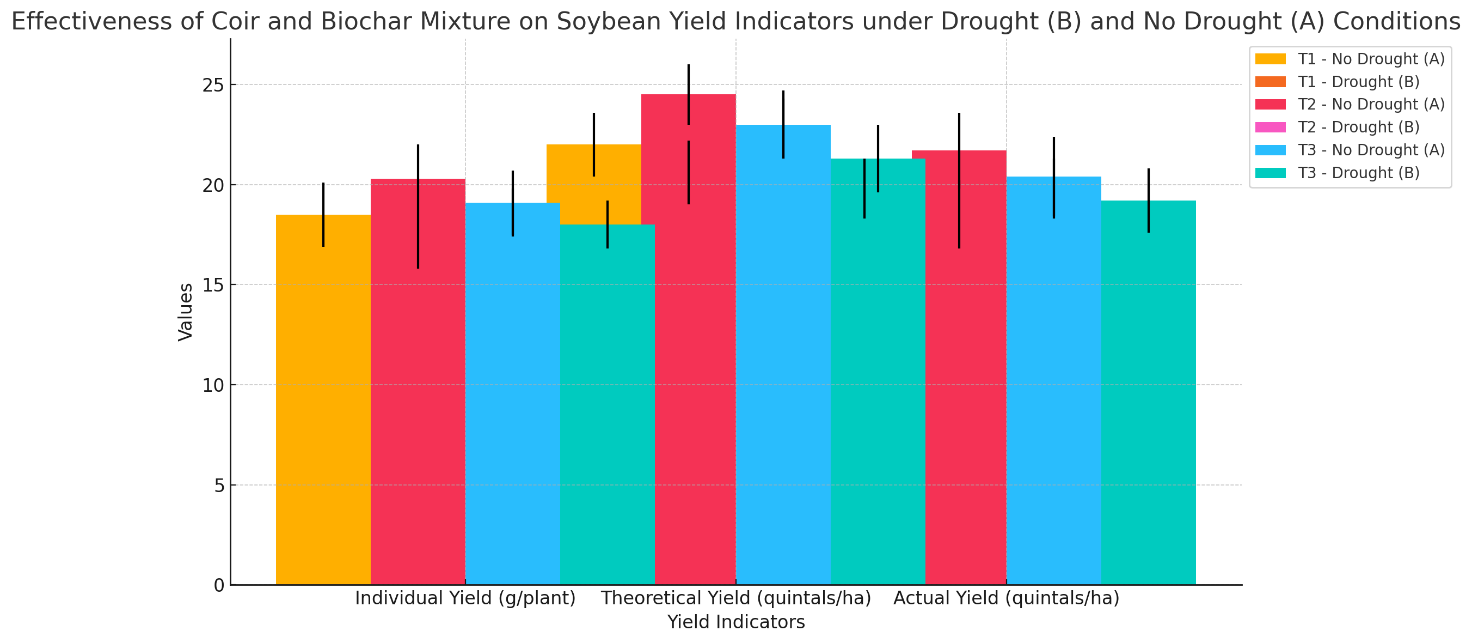 Effectiveness of Coir and Biochar Mixture on Soybean Yield Indicators under Drought (B) and No Drought (A) Conditions
T1 - No Drought (A)
T1 - Drought (B)
T2 - No Drought (A)
T2 - Drought (B)
T3 - No Drought (A)
T3 - Drought (B)
Values
25
20
15
10
5
0
Individual Yield (g/plant) Theoretical Yield (quintals/ha) Actual Yield (quintals/ha)
Yield Indicators